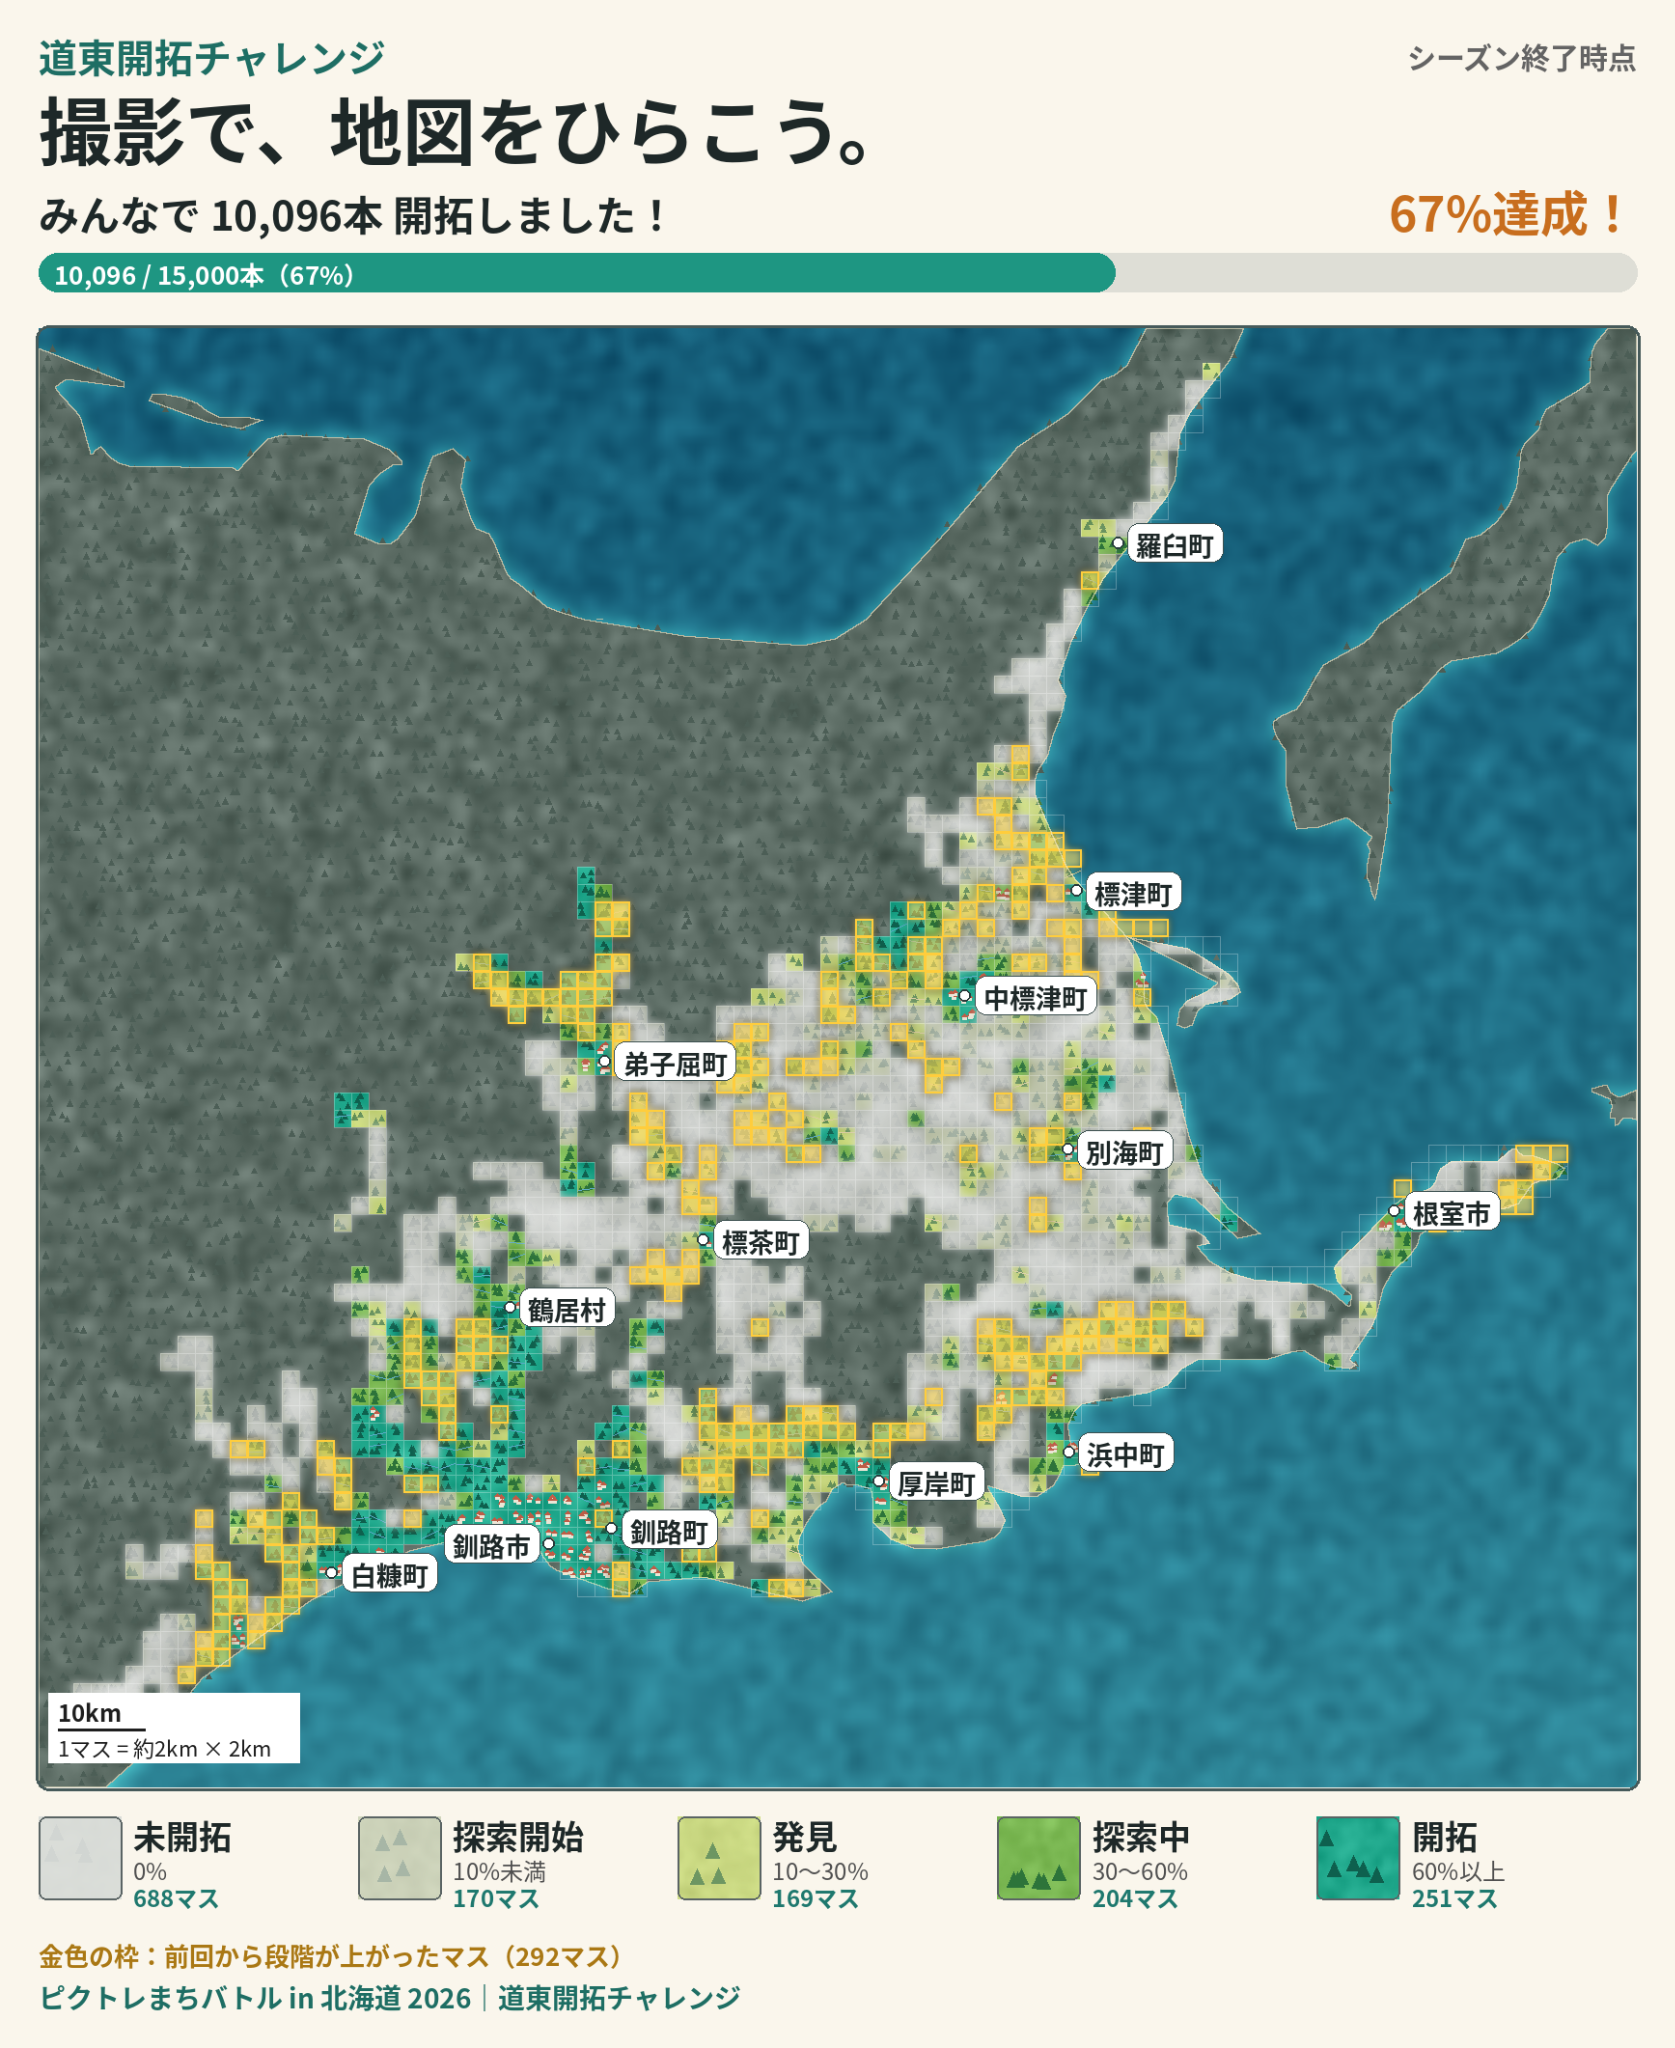 道東開拓チャレンジ
シーズン終了時点
撮影で、地図をひらこう。
みんなで 10,096本 開拓しました！
67%達成！
10,096 / 15,000本（67%）
羅臼町
標津町
中標津町
弟子屈町
別海町
根室市
標茶町
鶴居村
浜中町
厚岸町
釧路町
釧路市
白糠町
10km
1マス = 約2km × 2km
未開拓
0%
688マス
探索開始
10%未満
170マス
発見
10〜30%
169マス
探索中
30〜60%
204マス
開拓
60%以上
251マス
金色の枠：前回から段階が上がったマス（292マス）
ピクトレまちバトル in 北海道 2026｜道東開拓チャレンジ